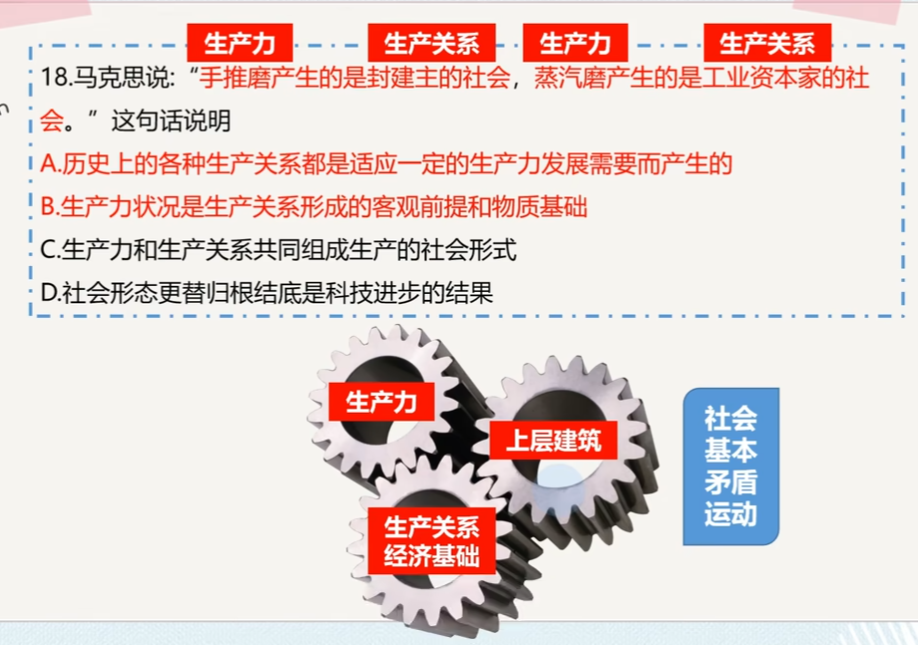 生产力 生产关系 生产力 生产关系
18.马克思说:“手推磨产生的是封建主的社会，蒸汽磨产生的是工业资本家的社
会。”这句话说明
A.历史上的各种生产关系都是适应一定的生产力发展需要而产生的
B.生产力状况是生产关系形成的客观前提和物质基础
C.生产力和生产关系共同组成生产的社会形式
D.社会形态更替归根结底是科技进步的结果
生产力
上层建筑
生产关系
经济基础
社会
基本
矛盾
运动